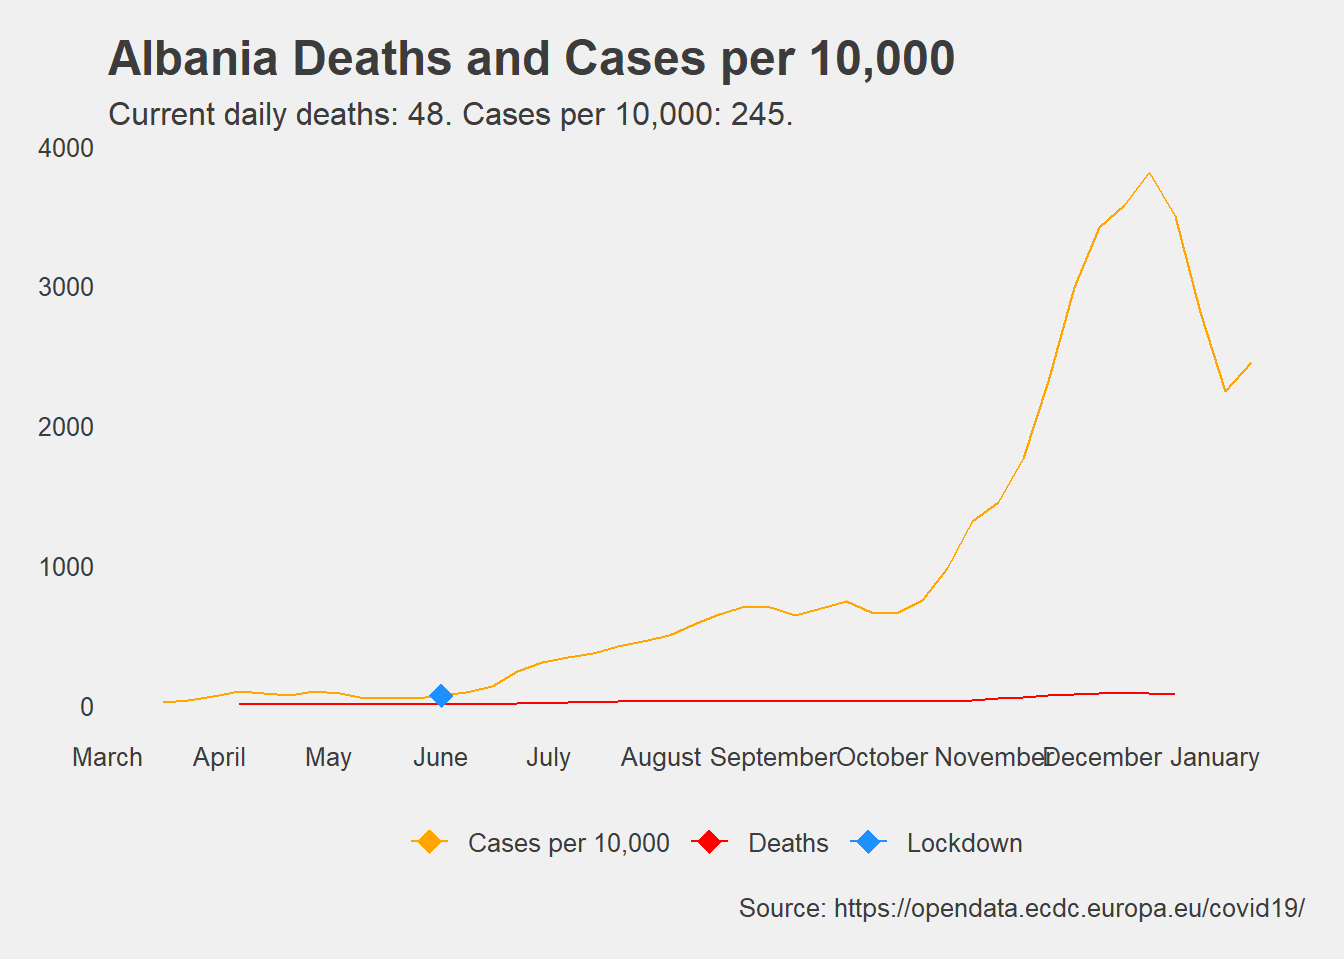 Albania Deaths and Cases per 10,000
Current daily deaths: 48. Cases per 10,000: 245.
4000
3000
2000
1000
0
March April May June July August September October November December January
Cases per 10,000 Deaths Lockdown
Source: https://opendata.ecdc.europa.eu/covid19/